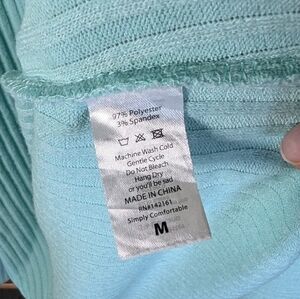 97% Polyester
3% Spandex
Machine Wash Cold
Gentle Cycle
Do Not Bleach
Hang Dry
or you'll be sad
MADE IN CHINA
RN#142161
Simply Comfortable
M